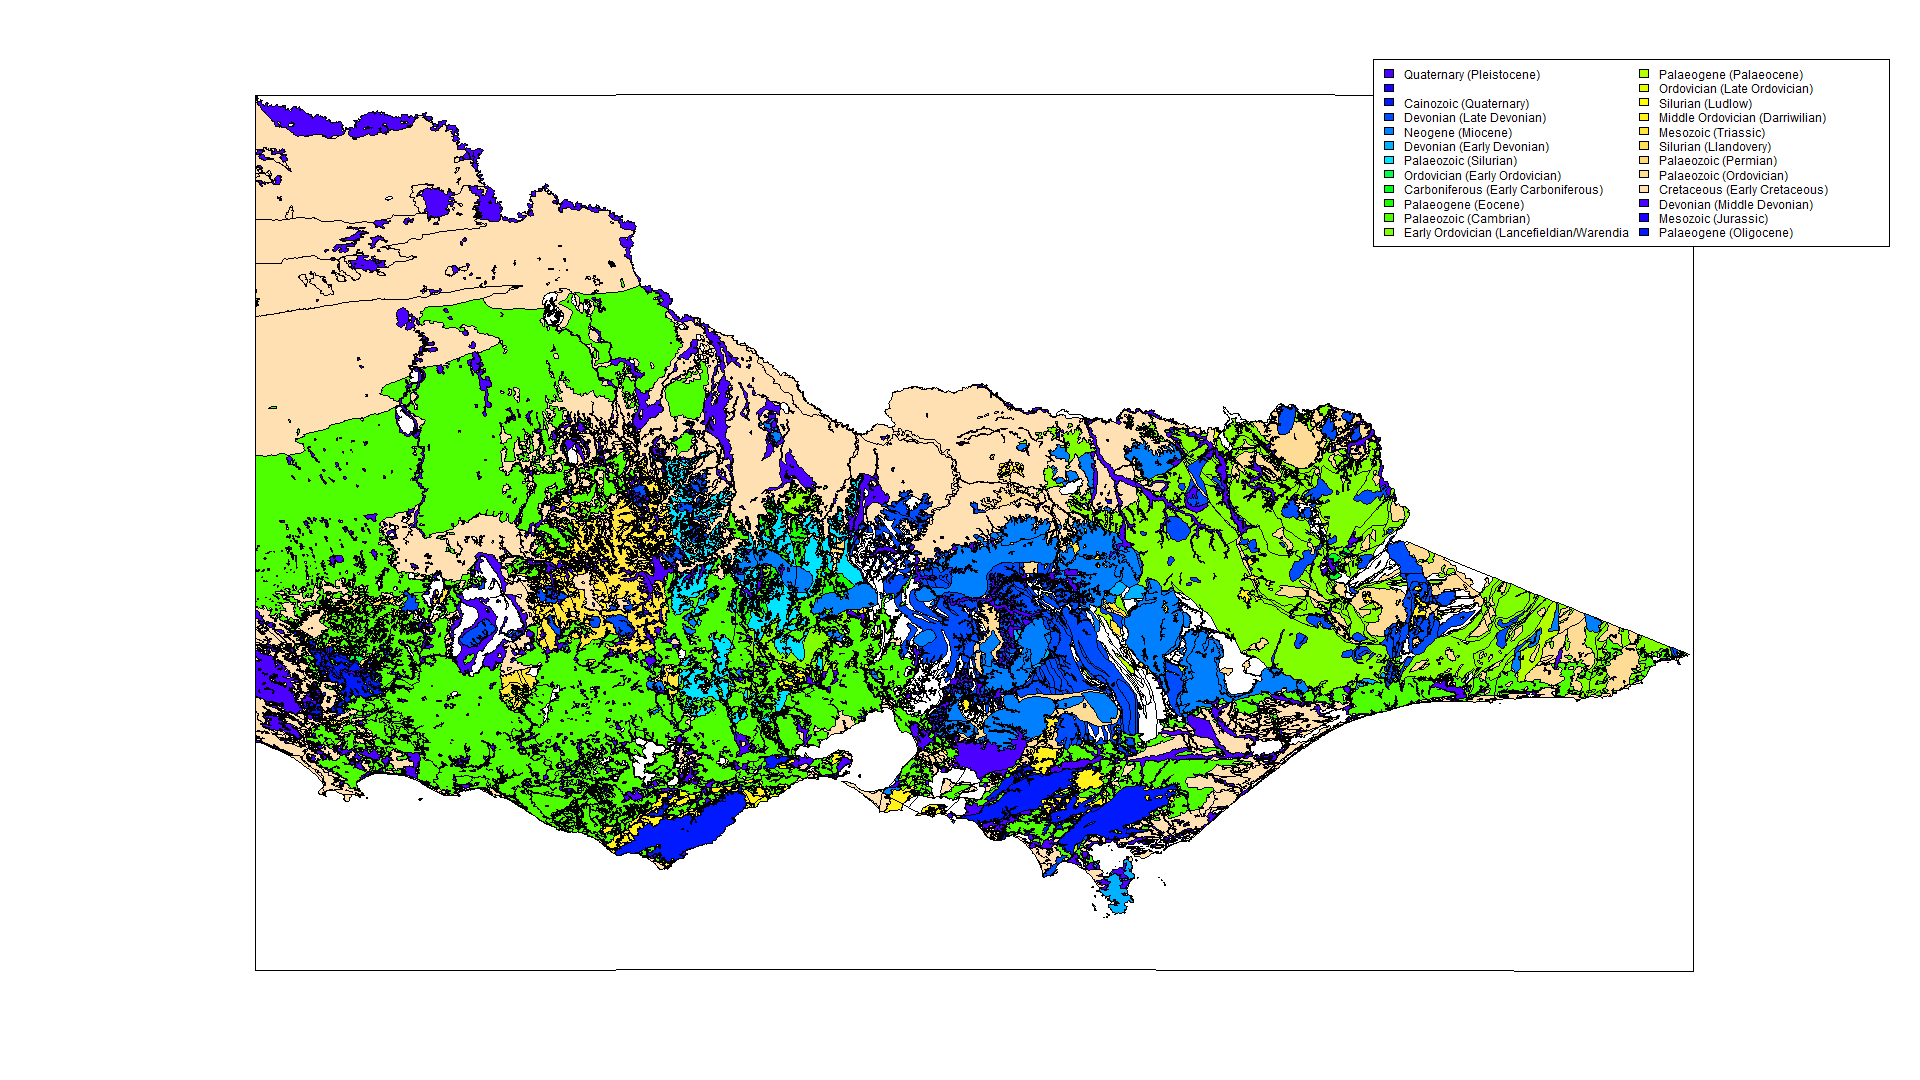 Quaternary (Pleistocene)
Cainozoic (Quaternary)
Devonian (Late Devonian)
Neogene (Miocene)
Devonian (Early Devonian)
Palaeozoic (Silurian)
Ordovician (Early Ordovician)
Carboniferous (Early Carboniferous)
Palaeogene (Eocene)
Palaeozoic (Cambrian)
Early Ordovician (Lancefieldian/Warendia
Palaeogene (Palaeocene)
Ordovician (Late Ordovician)
Silurian (Ludlow)
Middle Ordovician (Darriwilian)
Mesozoic (Triassic)
Silurian (Llandovery)
Palaeozoic (Permian)
Palaeozoic (Ordovician)
Cretaceous (Early Cretaceous)
Devonian (Middle Devonian)
Mesozoic (Jurassic)
Palaeogene (Oligocene)